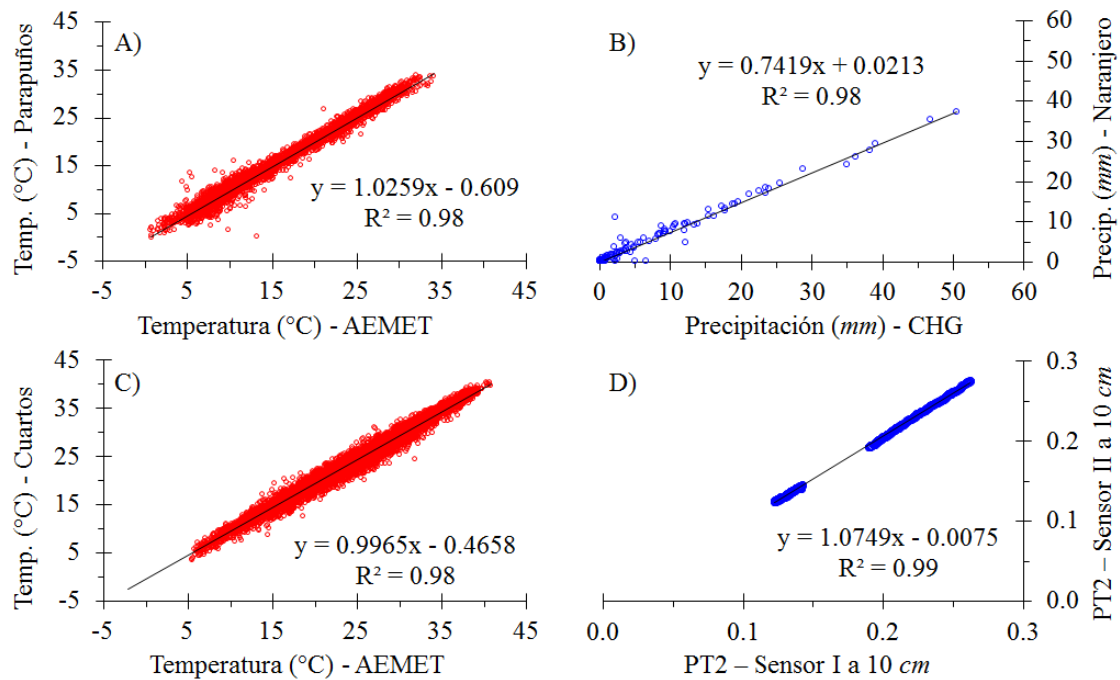 A)
45
35
25
15
5
-5
Temp. (°C) - Parapuños
y = 1.0259x - 0.609
R² = 0.98
-5 5 15 25 35 45
Temperatura (°C) - AEMET
B)
60
50
40
30
20
10
0
Precip. (mm) - Naranjero
y = 0.7419x + 0.0213
R² = 0.98
0 10 20 30 40 50 60
Precipitación (mm) - CHG
C)
45
35
25
15
5
-5
Temp. (°C) - Cuartos
y = 0.9965x - 0.4658
R² = 0.98
-5 5 15 25 35 45
Temperatura (°C) - AEMET
D)
0.3
0.2
0.1
0.0
PT2 – Sensor II a 10 cm
y = 1.0749x - 0.0075
R² = 0.99
0.0 0.1 0.2 0.3
PT2 – Sensor I a 10 cm